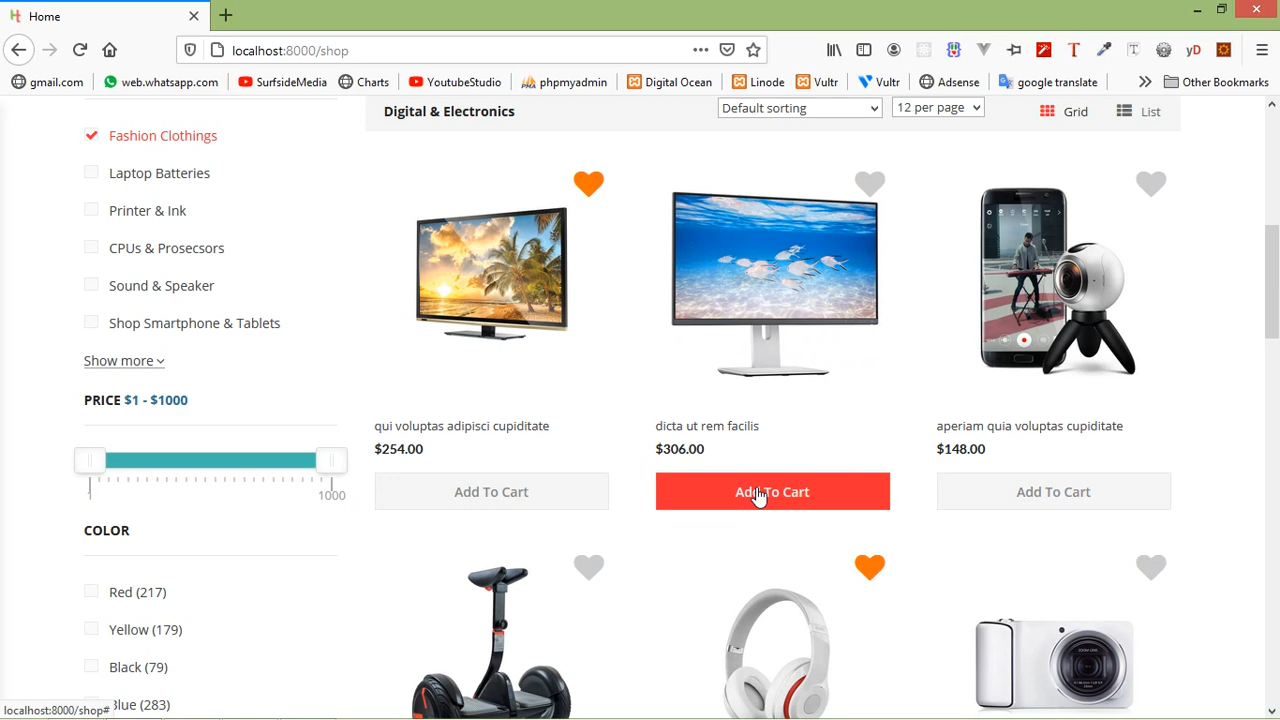 Home
localhost:8000/shop
gmail.com
web.whatsapp.com
SurfsideMedia
Charts
YoutubeStudio
phpmyadmin
Digital Ocean
Linode
Vultr
Vultr
Adsense
google translate
Other Bookmarks
Digital & Electronics
Default sorting
12 per page
Grid
List
Fashion Clothings
Laptop Batteries
Printer & Ink
CPUs & Prosecsors
Sound & Speaker
Shop Smartphone & Tablets
Show more
PRICE $1 - $1000
1000
COLOR
Red (217)
Yellow (179)
Black (79)
Blue (283)
qui voluptas adipisci cupiditate
$254.00
Add To Cart
dicta ut rem facilis
$306.00
Add To Cart
aperiam quia voluptas cupiditate
$148.00
Add To Cart
localhost:8000/shop#